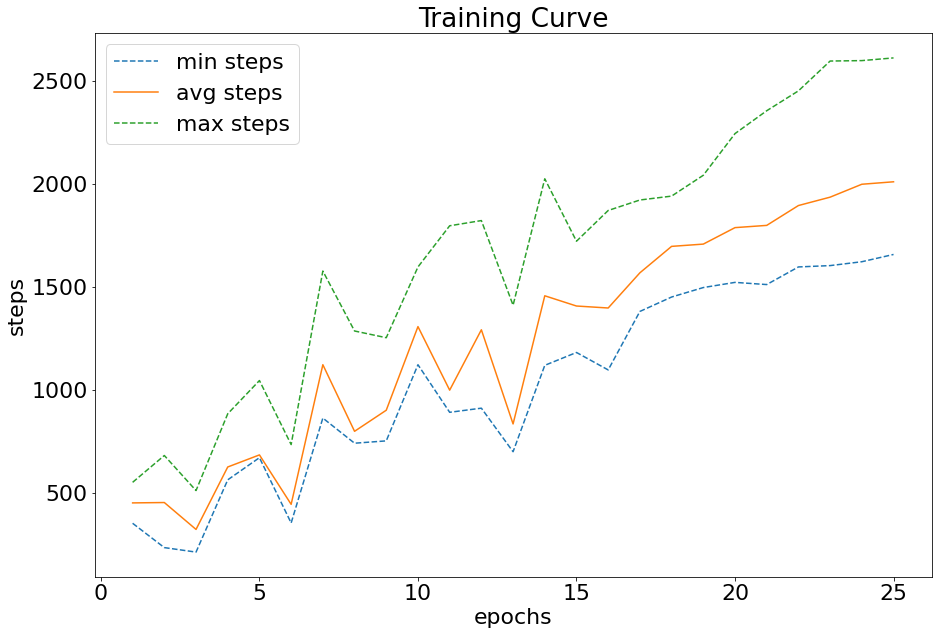 Training Curve
min steps
avg steps
max steps
steps
2500
2000
1500
1000
500
0 5 10 15 20 25
epochs